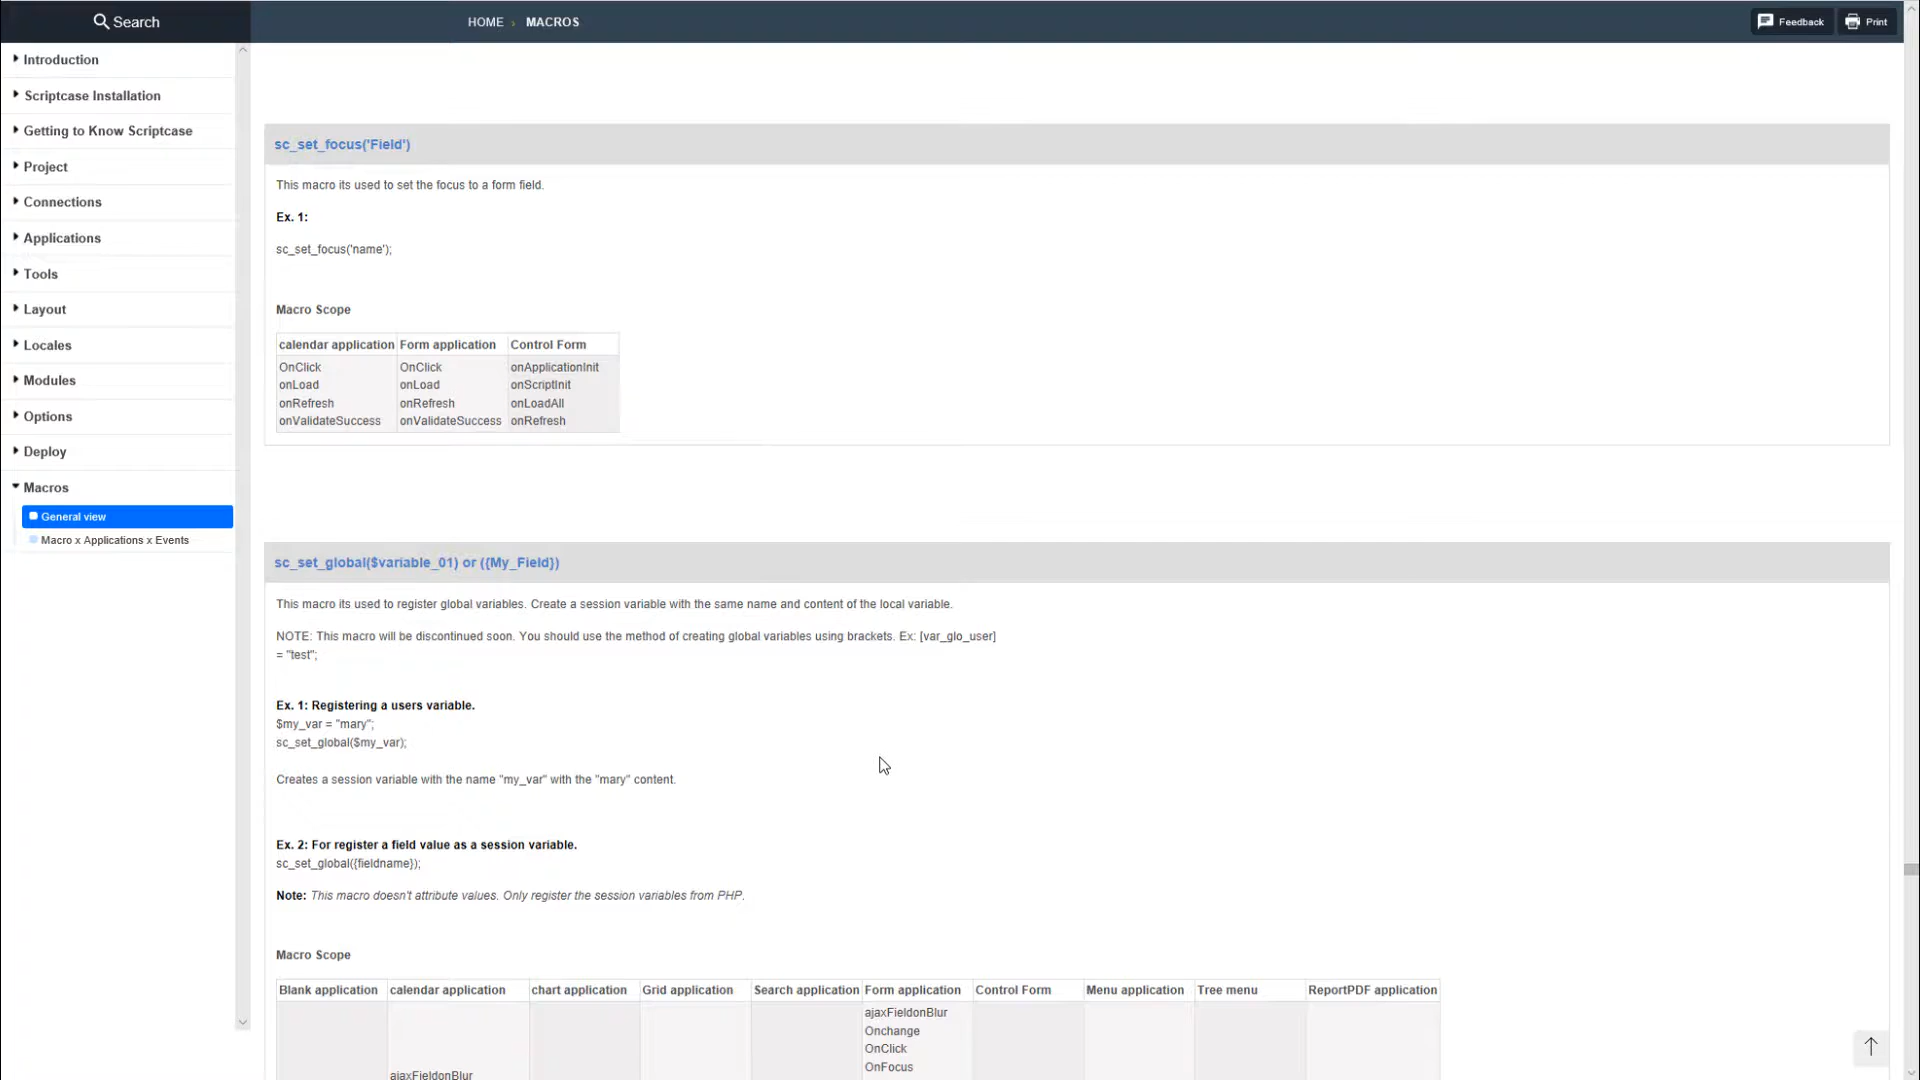 Search
HOME › MACROS
Feedback
Print
Introduction
Scriptcase Installation
Getting to Know Scriptcase
Project
Connections
Applications
Tools
Layout
Locales
Modules
Options
Deploy
Macros
General view
Macro x Applications x Events
sc_set_focus('Field')
This macro its used to set the focus to a form field.
Ex. 1:
sc_set_focus('name');
Macro Scope
calendar application Form application Control Form
OnClick OnClick onApplicationInit
onLoad onLoad onScriptInit
onRefresh onRefresh onLoadAll
onValidateSuccess onValidateSuccess onRefresh
sc_set_global($variable_01) or ({My_Field})
This macro its used to register global variables. Create a session variable with the same name and content of the local variable.
NOTE: This macro will be discontinued soon. You should use the method of creating global variables using brackets. Ex: [var_glo_user]
= "test";
Ex. 1: Registering a users variable.
$my_var = "mary";
sc_set_global($my_var);
Creates a session variable with the name "my_var" with the "mary" content.
Ex. 2: For register a field value as a session variable.
sc_set_global({fieldname});
Note: This macro doesn't attribute values. Only register the session variables from PHP.
Macro Scope
Blank application calendar application chart application Grid application Search application Form application Control Form Menu application Tree menu ReportPDF application
ajaxFieldonBlur
Onchange
OnClick
OnFocus
ajaxFieldonBlur